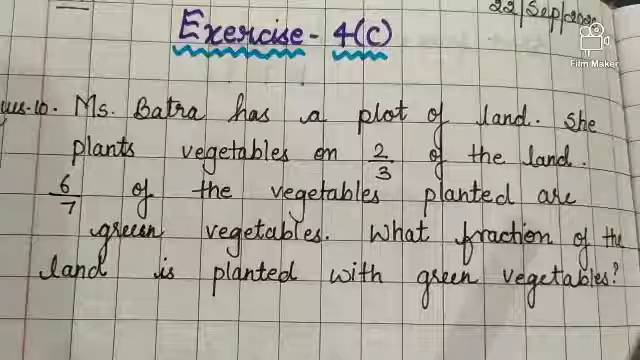 22/Sep/2020
Exercise - 4(c)
Film Maker
Ques.10. Ms. Batra has a plot of land. She
plants vegetables on 2/3 of the land.
6/7 of the vegetables planted are
green vegetables. What fraction of the
land is planted with green vegetables?